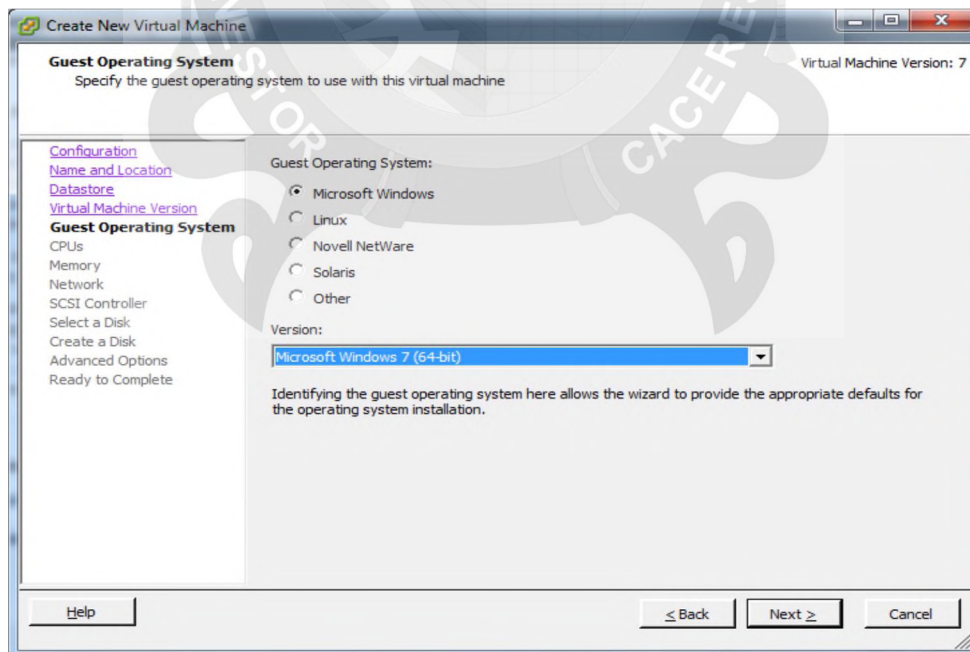 Create New Virtual Machine
Guest Operating System
Specify the guest operating system to use with this virtual machine
Virtual Machine Version: 7
Configuration
Name and Location
Datastore
Virtual Machine Version
Guest Operating System
CPUs
Memory
Network
SCSI Controller
Select a Disk
Create a Disk
Advanced Options
Ready to Complete
Guest Operating System:
Microsoft Windows
Linux
Novell NetWare
Solaris
Other
Version:
Microsoft Windows 7 (64-bit)
Identifying the guest operating system here allows the wizard to provide the appropriate defaults for
the operating system installation.
Help
< Back
Next >
Cancel